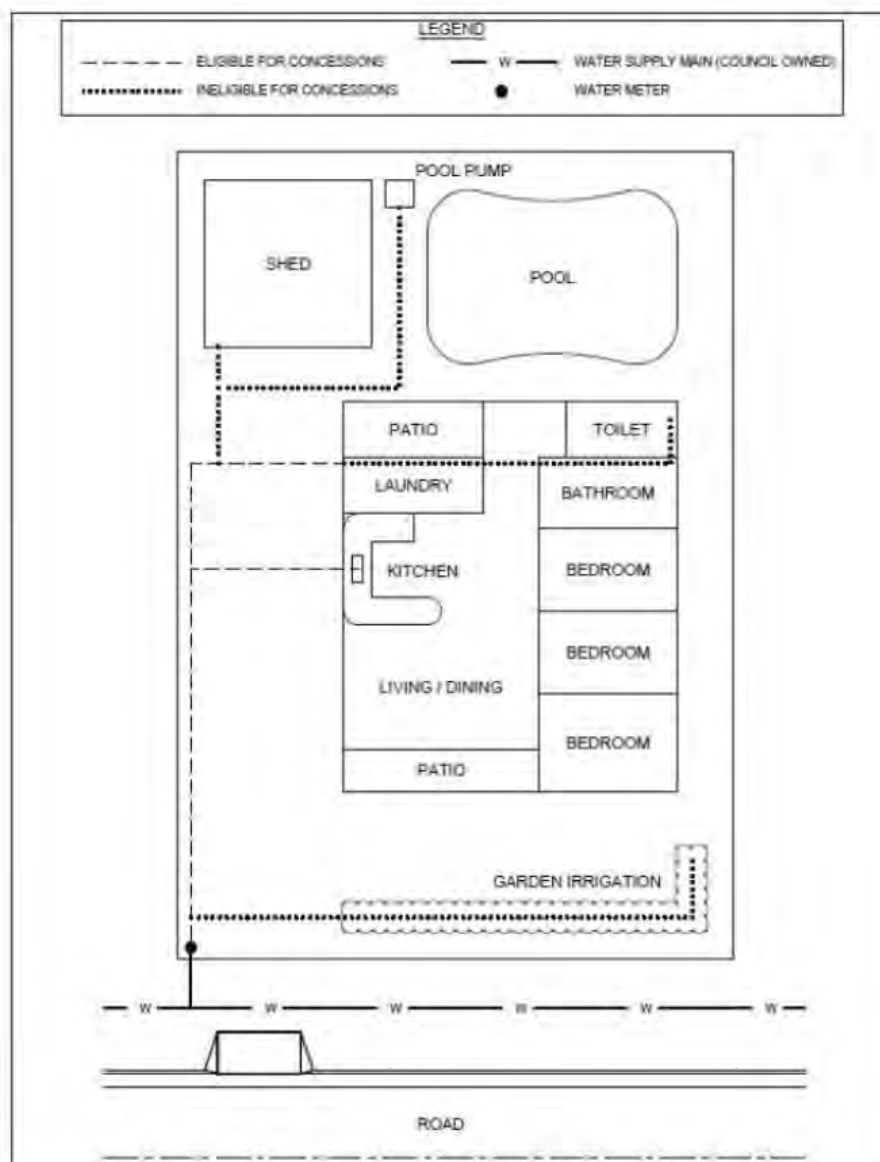 LEGEND
ELIGIBLE FOR CONCESSIONS
W WATER SUPPLY MAIN (COUNCIL OWNED)
INELIGIBLE FOR CONCESSIONS
WATER METER
POOL PUMP
SHED
POOL
PATIO
TOILET
LAUNDRY
BATHROOM
KITCHEN
BEDROOM
BEDROOM
LIVING / DINING
BEDROOM
PATIO
GARDEN IRRIGATION
W W W W W W
ROAD